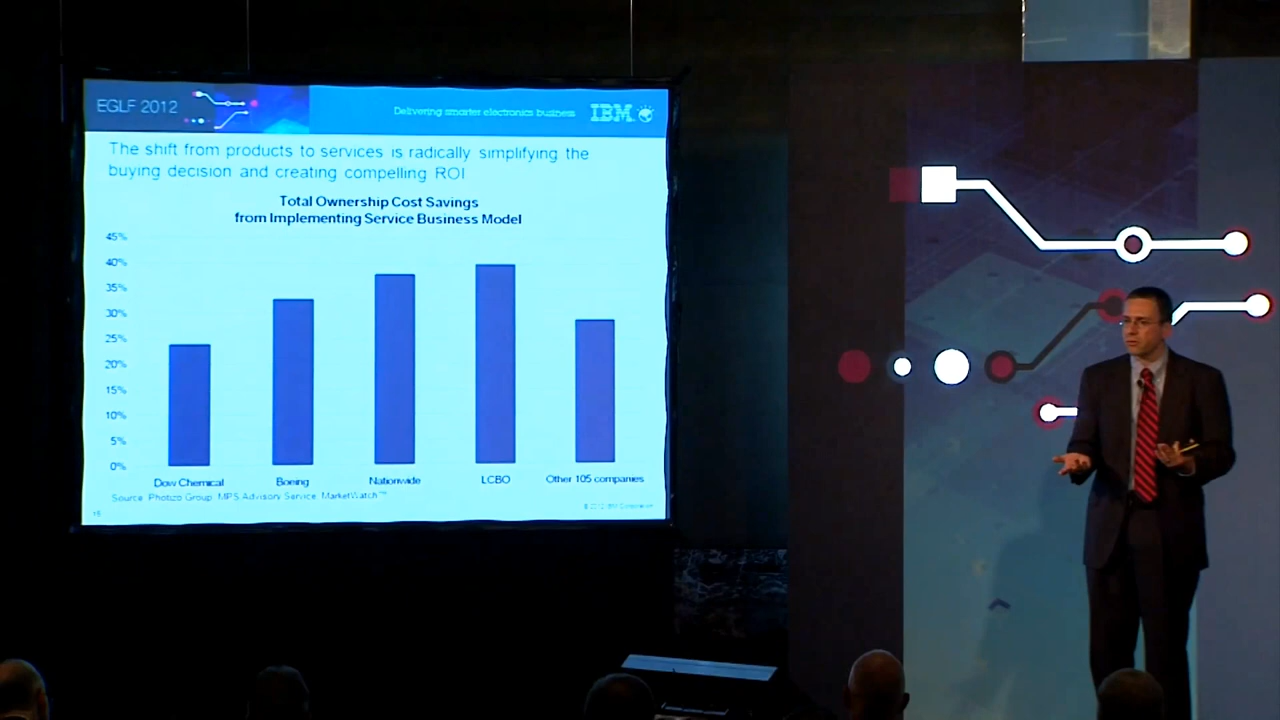 EGLF 2012
Delivering smarter electronics business
IBM
The shift from products to services is radically simplifying the
buying decision and creating compelling ROI
Total Ownership Cost Savings
from Implementing Service Business Model
45%
40%
35%
30%
25%
20%
15%
10%
5%
0%
Dow Chemical
Boeing
Nationwide
LCBO
Other 105 companies
Source: Photizo Group, MPS Advisory Service, MarketWatch™
© 2012 IBM Corporation